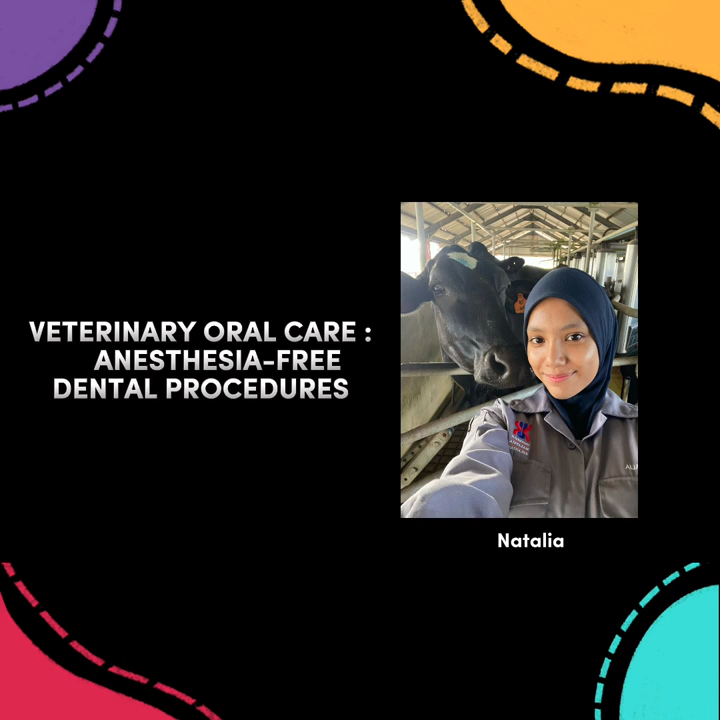 VETERINARY ORAL CARE :
ANESTHESIA-FREE
DENTAL PROCEDURES
Natalia